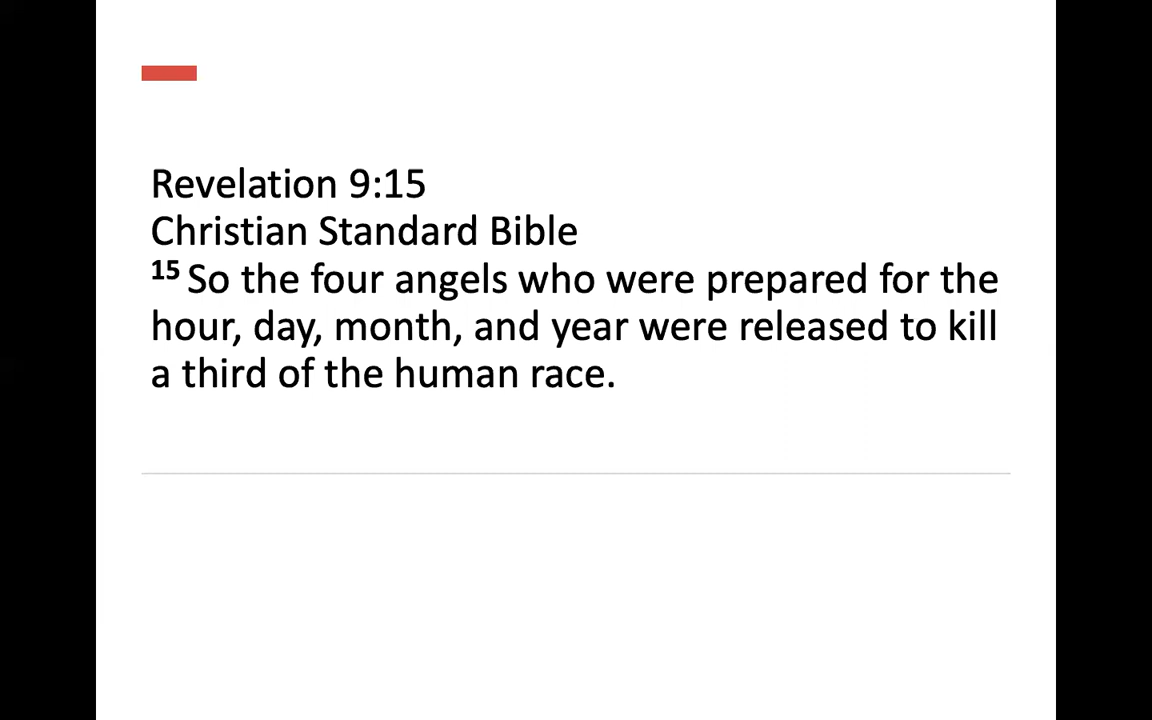 Revelation 9:15
Christian Standard Bible
15 So the four angels who were prepared for the
hour, day, month, and year were released to kill
a third of the human race.